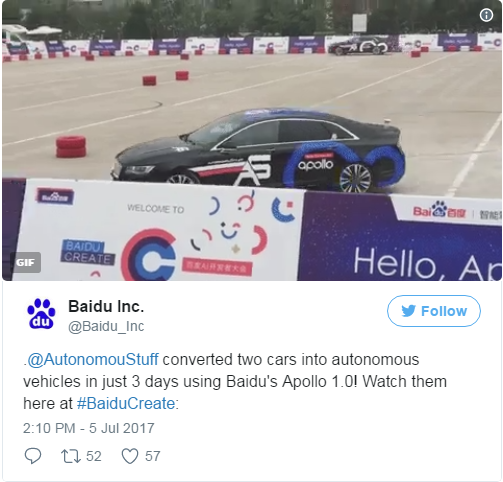 apollo
WELCOME TO
BAIDU
CREATE
百度AI开发者大会
Baidu百度
智能
Hello, Ap
GIF
du
Baidu Inc.
@Baidu_Inc
Follow
.@AutonomouStuff converted two cars into autonomous
vehicles in just 3 days using Baidu's Apollo 1.0! Watch them
here at #BaiduCreate:
2:10 PM - 5 Jul 2017
52
57